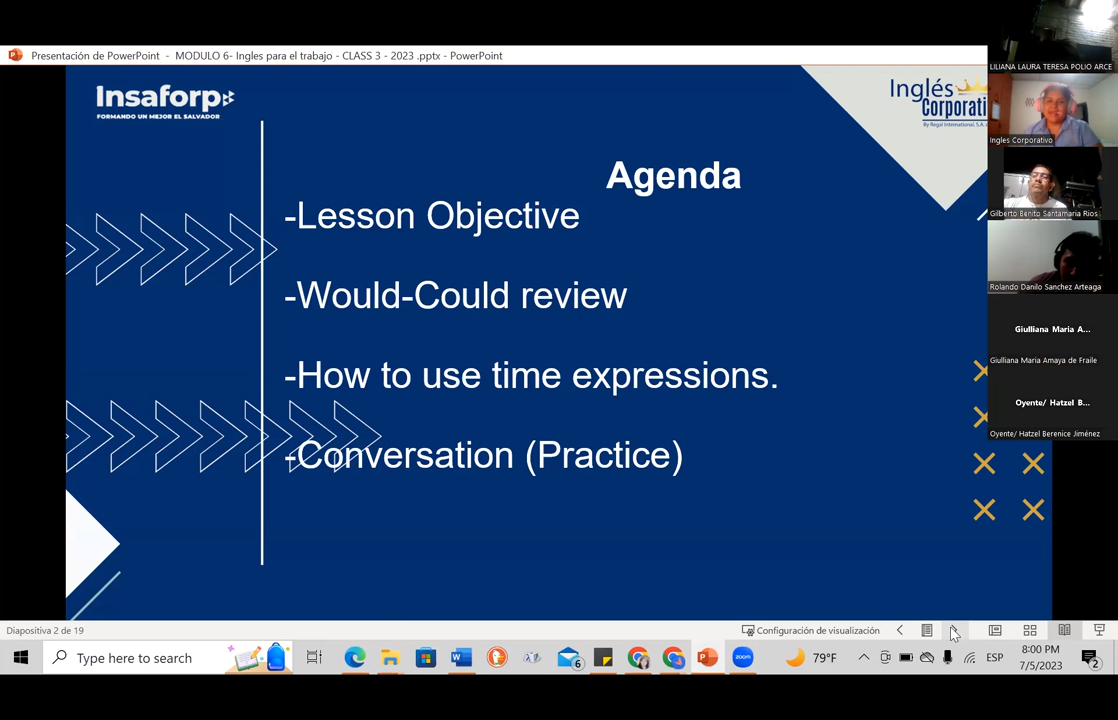 Presentación de PowerPoint - MODULO 6- Ingles para el trabajo - CLASS 3 - 2023 .pptx - PowerPoint
LILIANA LAURA TERESA POLIO ARCE
Insaforp
FORMANDO UN MEJOR EL SALVADOR
Inglés
Corporati
By Regal International, S.A.
Ingles Corporativo
Agenda
-Lesson Objective
Gilberto Benito Santamaria Rios
-Would-Could review
Rolando Danilo Sanchez Arteaga
Giulliana Maria A...
Giulliana Maria Amaya de Fraile
-How to use time expressions.
Oyente/ Hatzel B...
Oyente/ Hatzel Berenice Jiménez
-Conversation (Practice)
Diapositiva 2 de 19
Configuración de visualización
Type here to search
6
zoom
79°F
ESP
8:00 PM
7/5/2023
2